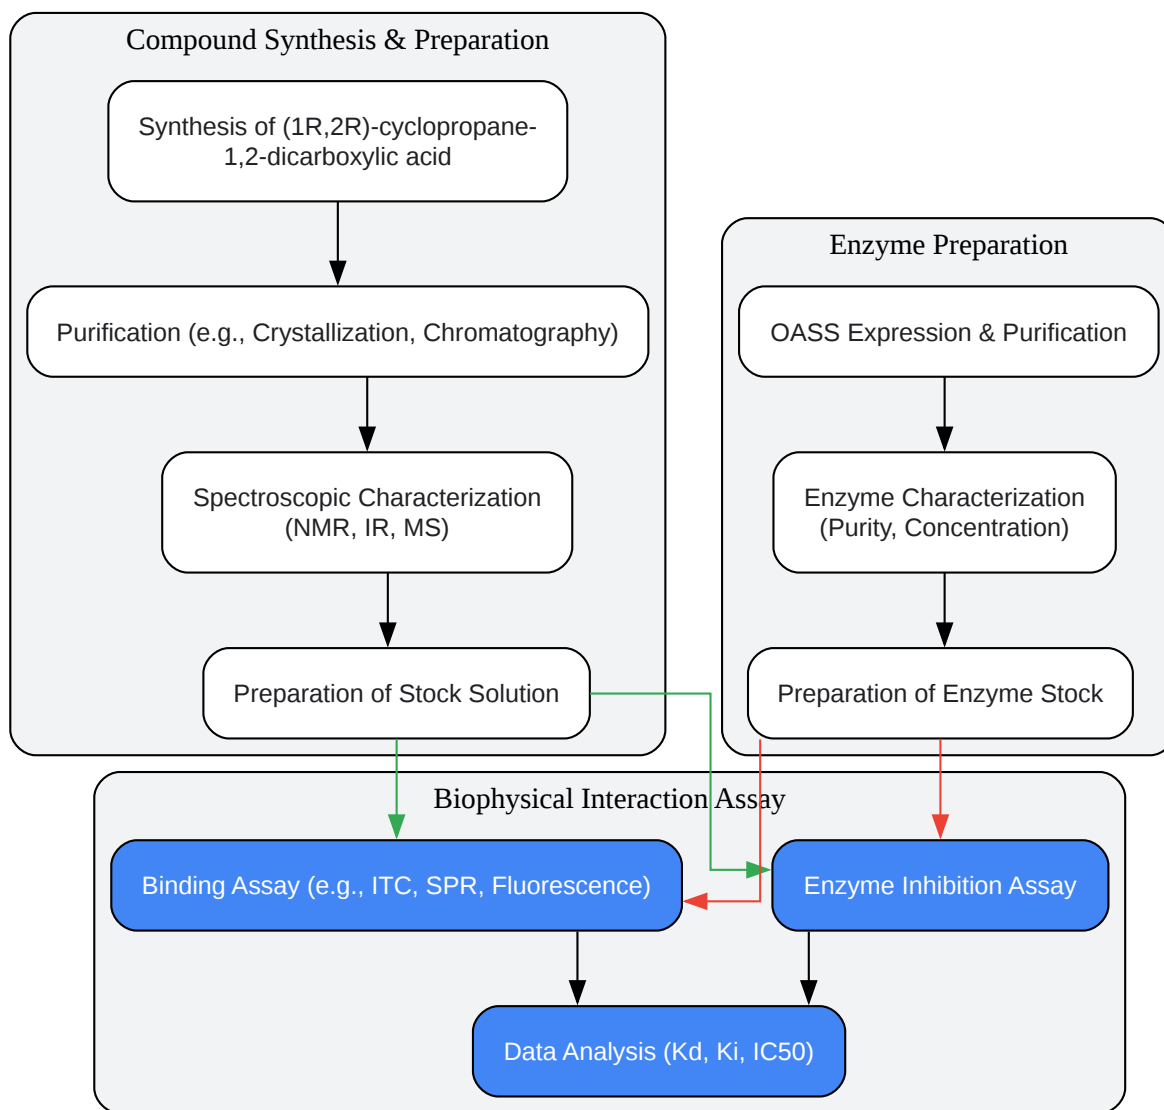 Compound Synthesis & Preparation
Synthesis of (1R,2R)-cyclopropane-
1,2-dicarboxylic acid
Purification (e.g., Crystallization, Chromatography)
Spectroscopic Characterization
(NMR, IR, MS)
Preparation of Stock Solution
Enzyme Preparation
OASS Expression & Purification
Enzyme Characterization
(Purity, Concentration)
Preparation of Enzyme Stock
Biophysical Interaction Assay
Binding Assay (e.g., ITC, SPR, Fluorescence)
Enzyme Inhibition Assay
Data Analysis (Kd, Ki, IC50)